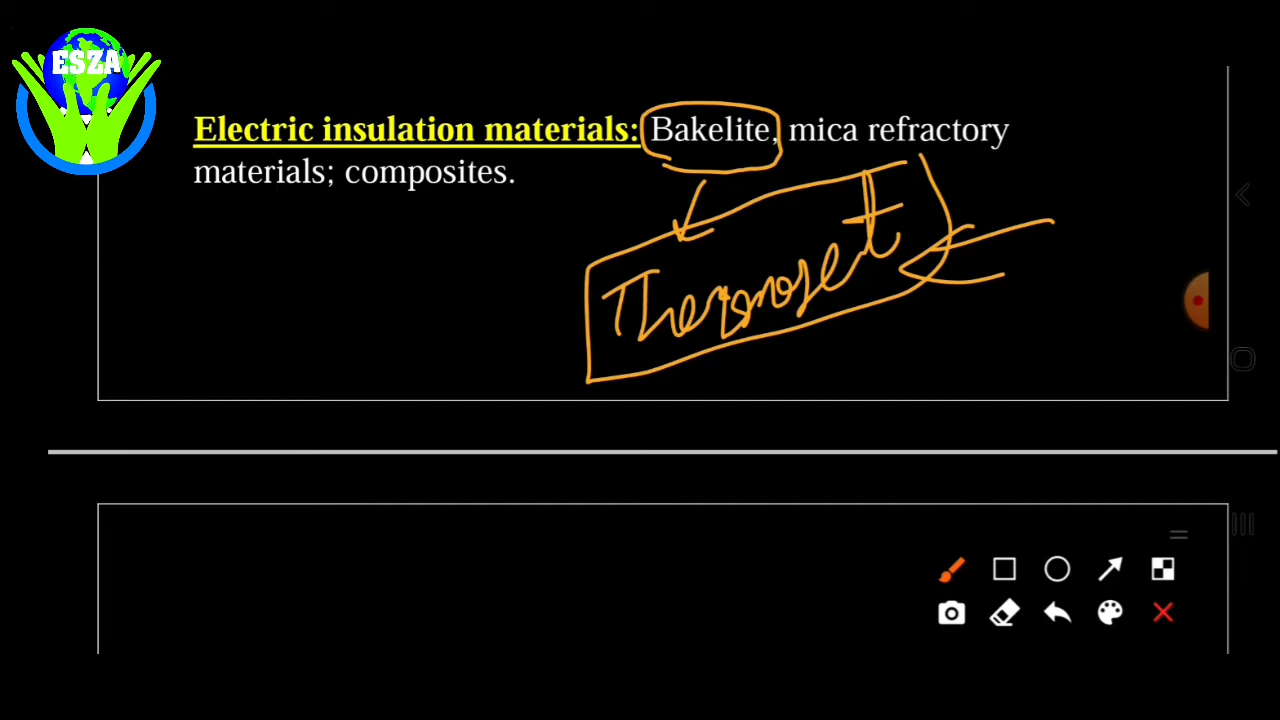 ESZA
Electric insulation materials: Bakelite, mica refractory
materials; composites.
Thermoset